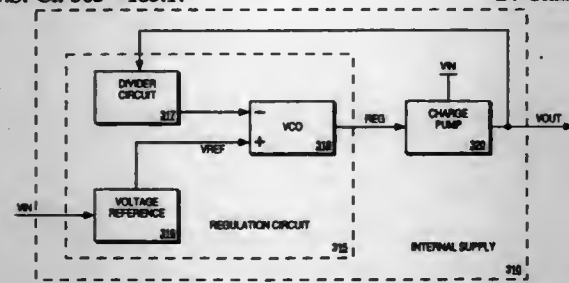 VIN
DIVIDER
CIRCUIT
317
VCO
318
REG
CHARGE
PUMP
320
VOUT
VREF
VIN
VOLTAGE
REFERENCE
316
REGULATION CIRCUIT
315
INTERNAL SUPPLY
310